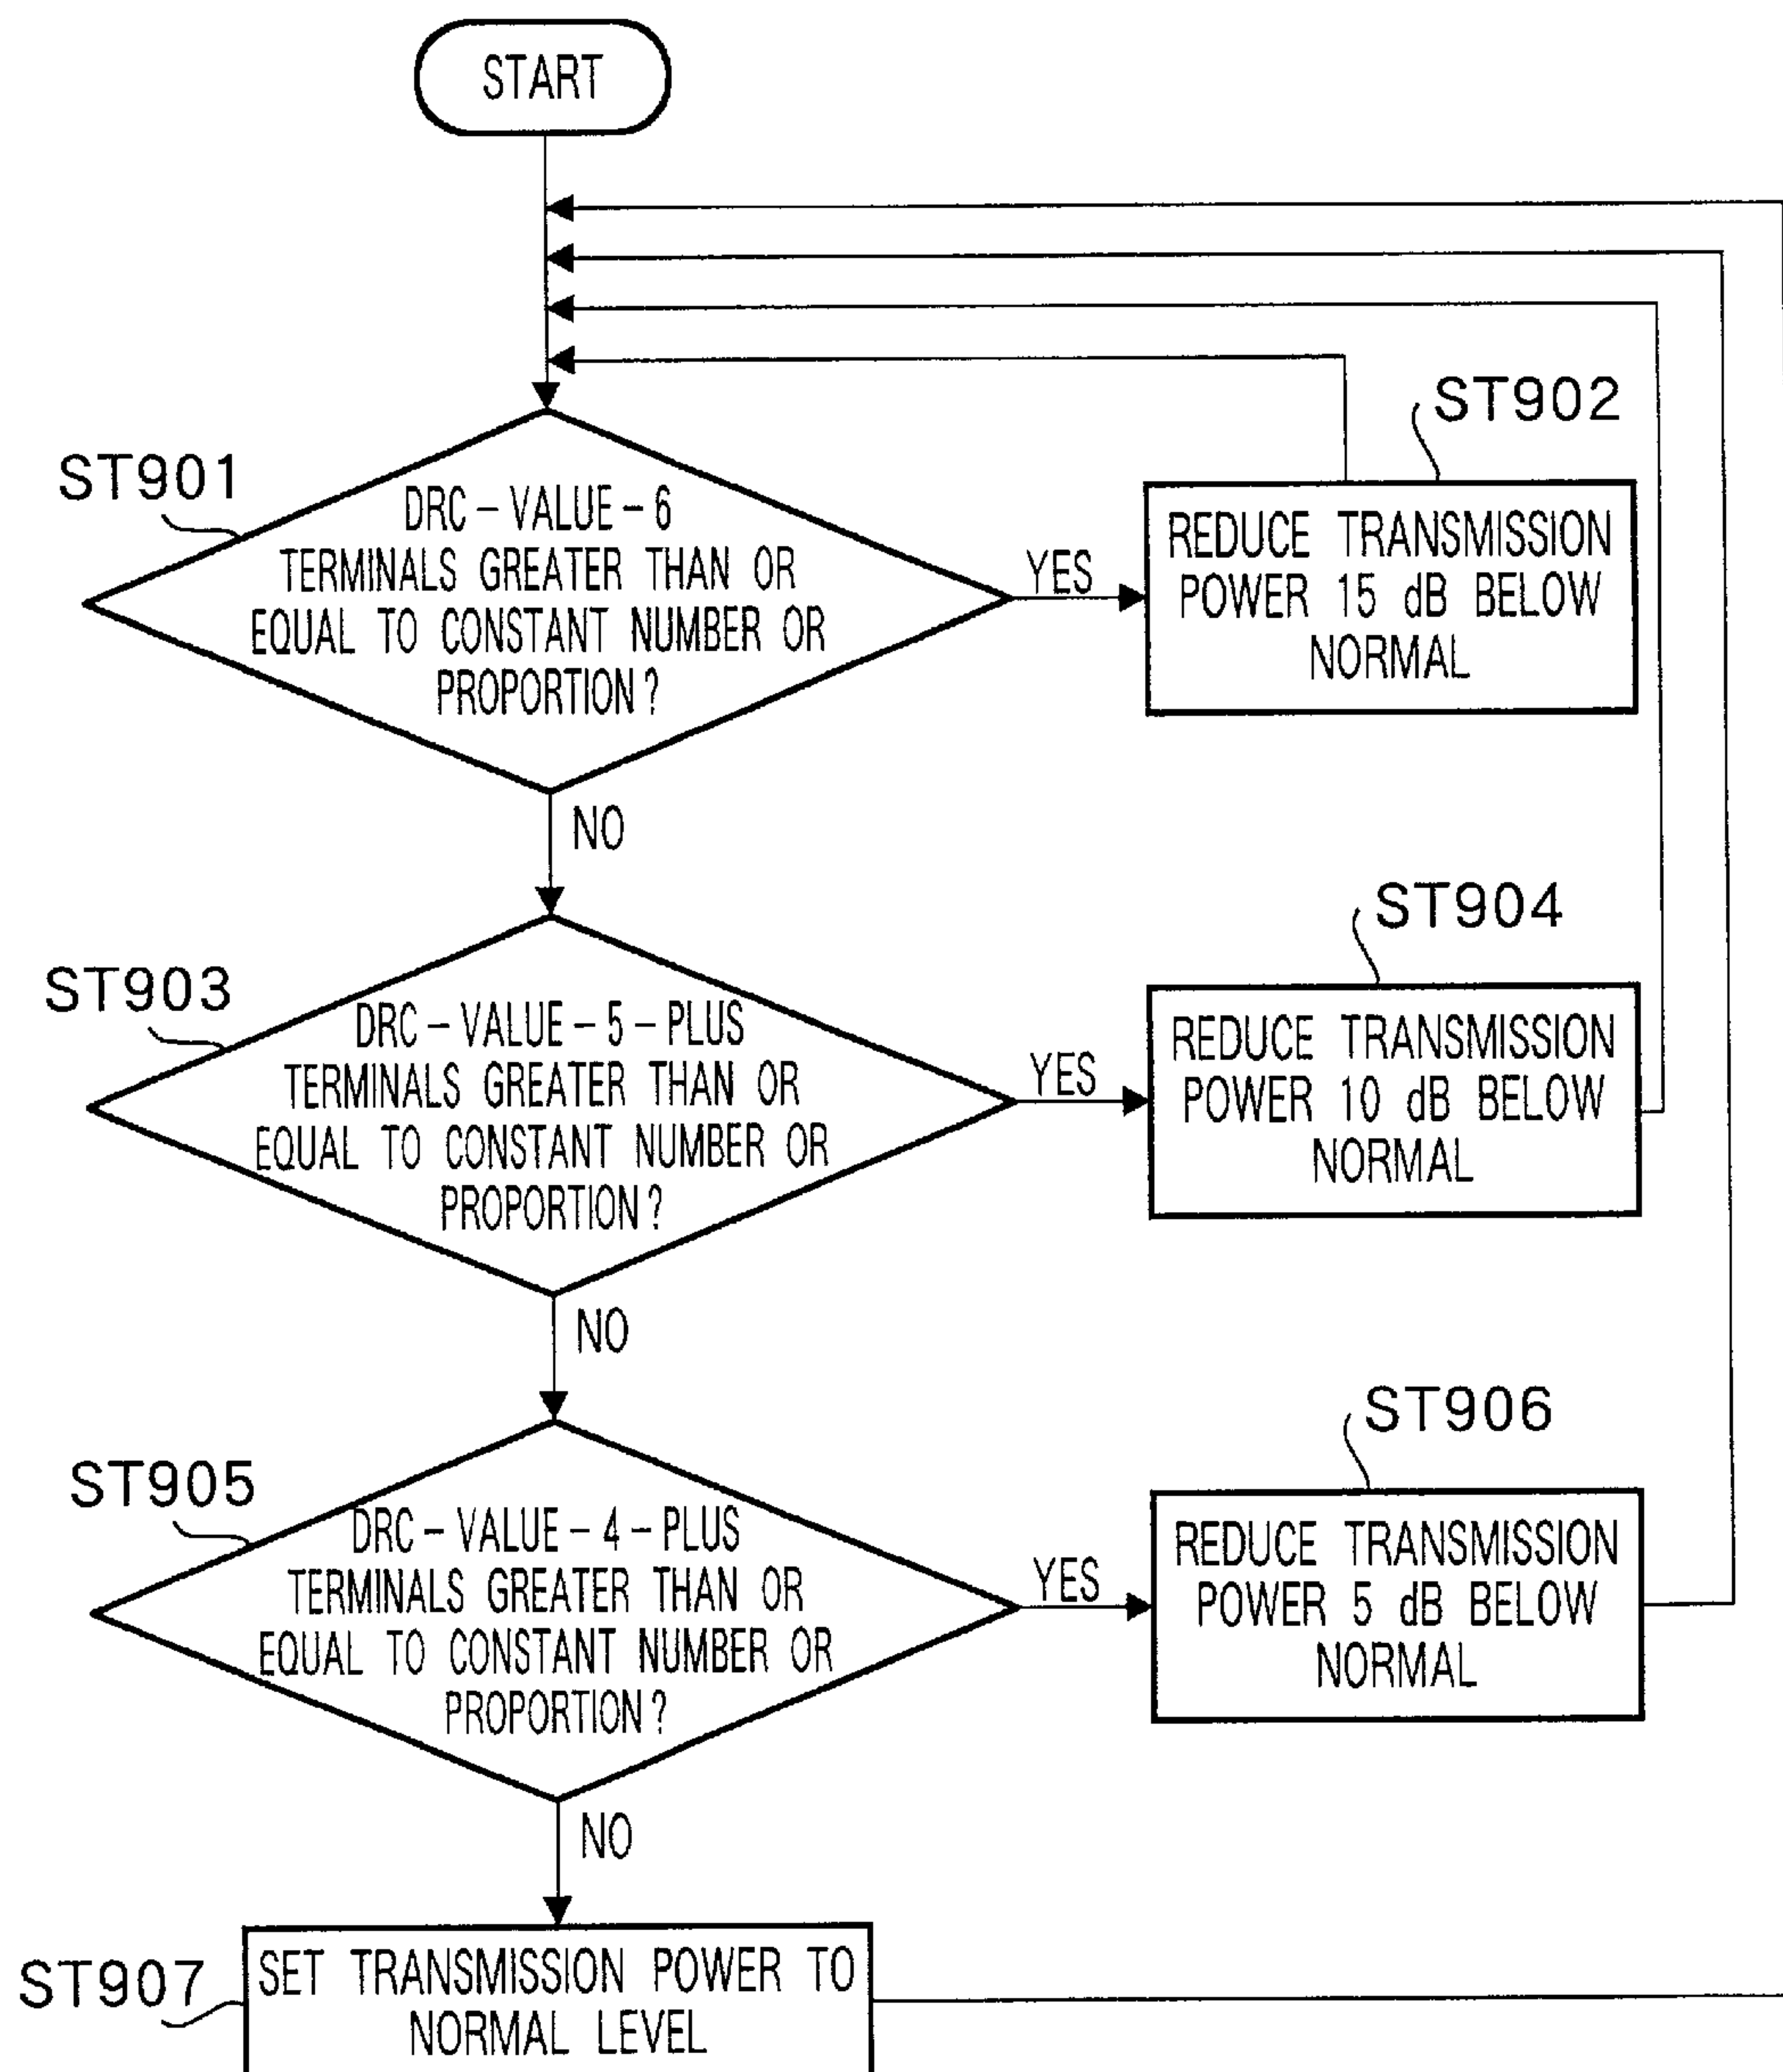 START
ST901
DRC – VALUE – 6
TERMINALS GREATER THAN OR
EQUAL TO CONSTANT NUMBER OR
PROPORTION?
YES
ST902
REDUCE TRANSMISSION
POWER 15 dB BELOW
NORMAL
NO
ST903
DRC – VALUE – 5 – PLUS
TERMINALS GREATER THAN OR
EQUAL TO CONSTANT NUMBER OR
PROPORTION?
YES
ST904
REDUCE TRANSMISSION
POWER 10 dB BELOW
NORMAL
NO
ST905
DRC – VALUE – 4 – PLUS
TERMINALS GREATER THAN OR
EQUAL TO CONSTANT NUMBER OR
PROPORTION?
YES
ST906
REDUCE TRANSMISSION
POWER 5 dB BELOW
NORMAL
NO
ST907
SET TRANSMISSION POWER TO
NORMAL LEVEL